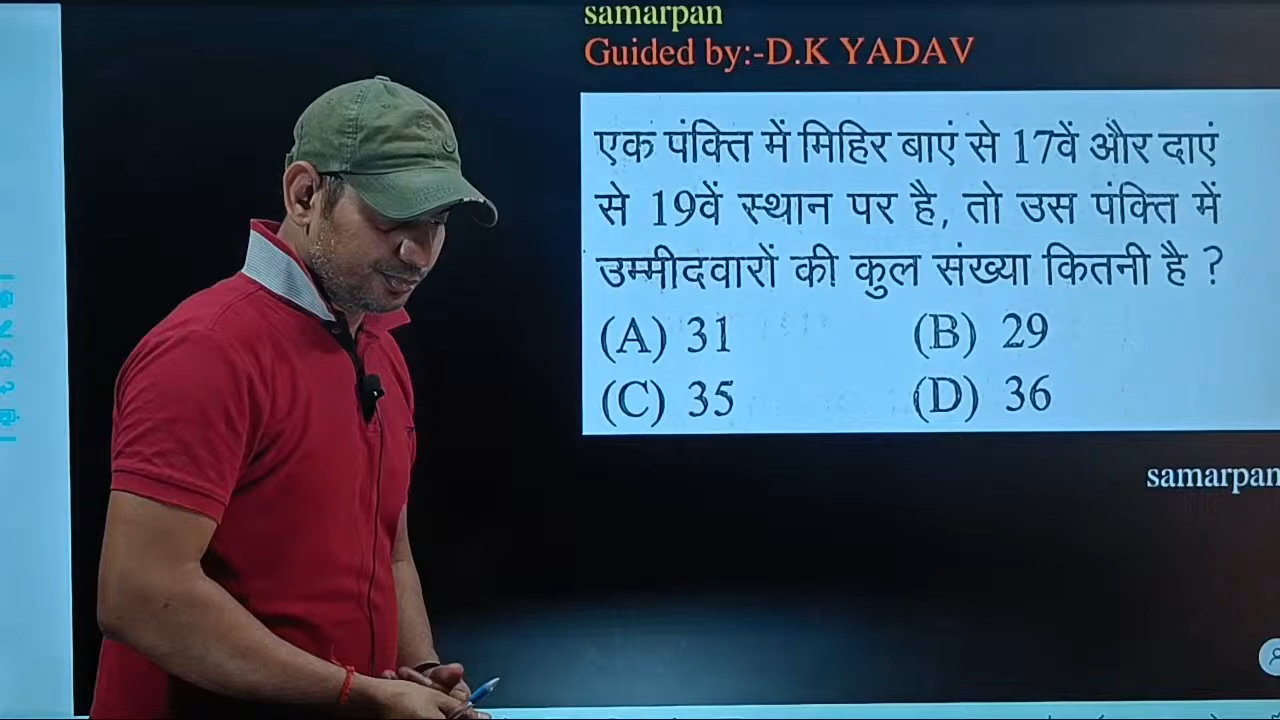 samarpan
Guided by:-D.K YADAV
एक पंक्ति में मिहिर बाएं से 17वें और दाएं
से 19वें स्थान पर है, तो उस पंक्ति में
उम्मीदवारों की कुल संख्या कितनी है ?
(A) 31 (B) 29
(C) 35 (D) 36
samarpan